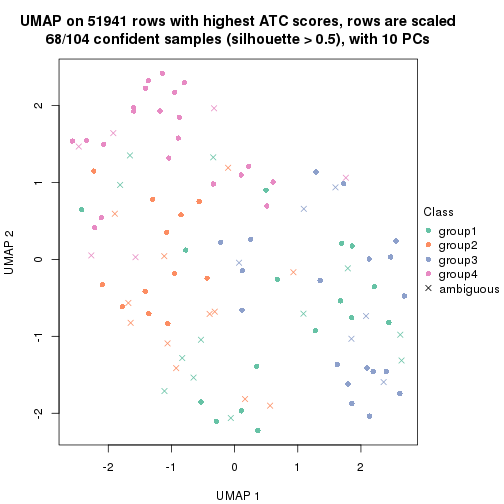 UMAP on 51941 rows with highest ATC scores, rows are scaled
68/104 confident samples (silhouette > 0.5), with 10 PCs
UMAP 2
2
1
0
-1
-2
-2
-1
0
1
2
UMAP 1
Class
group1
group2
group3
group4
ambiguous